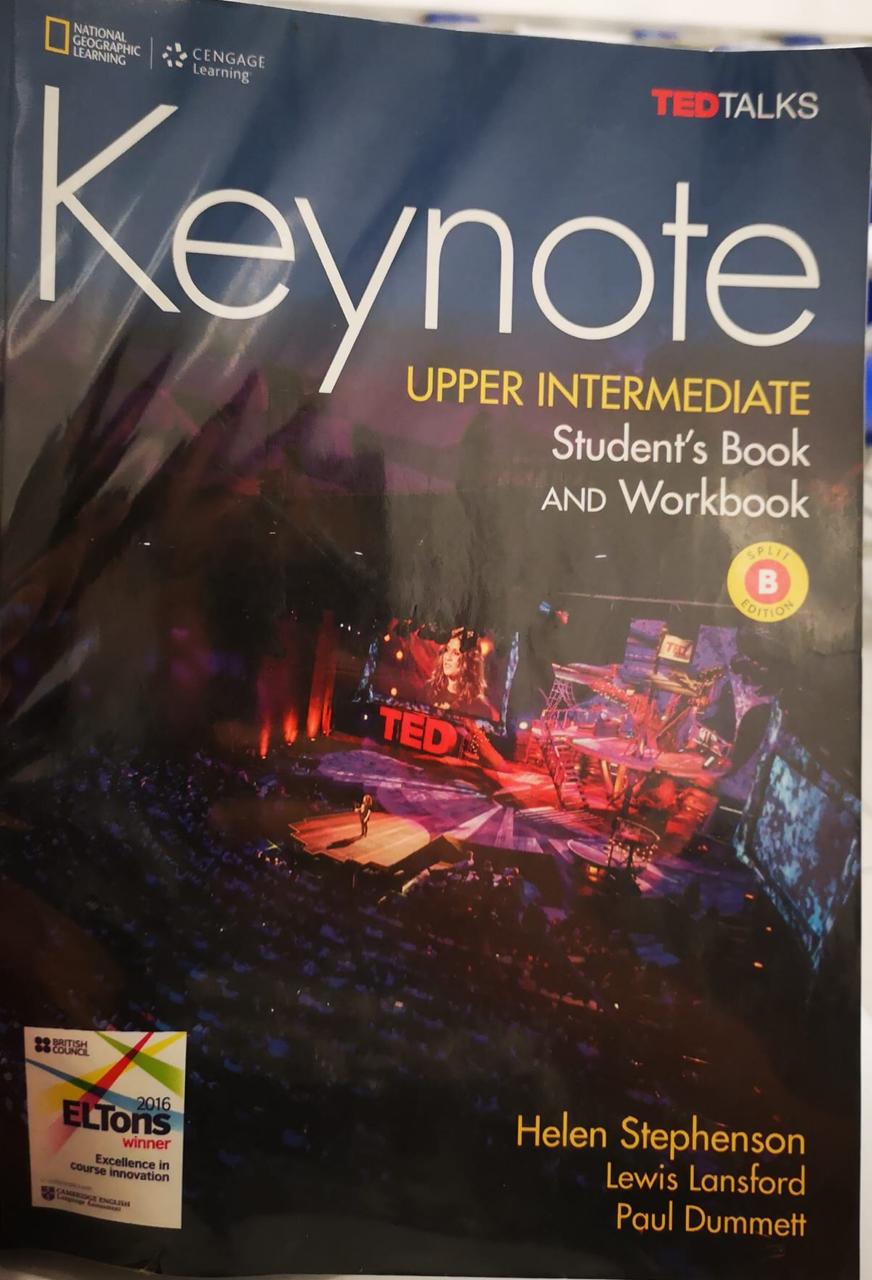 NATIONAL
GEOGRAPHIC
LEARNING
CENGAGE
Learning
TEDTALKS
Keynote
UPPER INTERMEDIATE
Student's Book
AND Workbook
SPLIT
B
EDITION
TED
TED
BRITISH
COUNCIL
2016
ELTons
winner
Excellence in
course innovation
CAMBRIDGE ENGLISH
Language Assessment
Helen Stephenson
Lewis Lansford
Paul Dummett